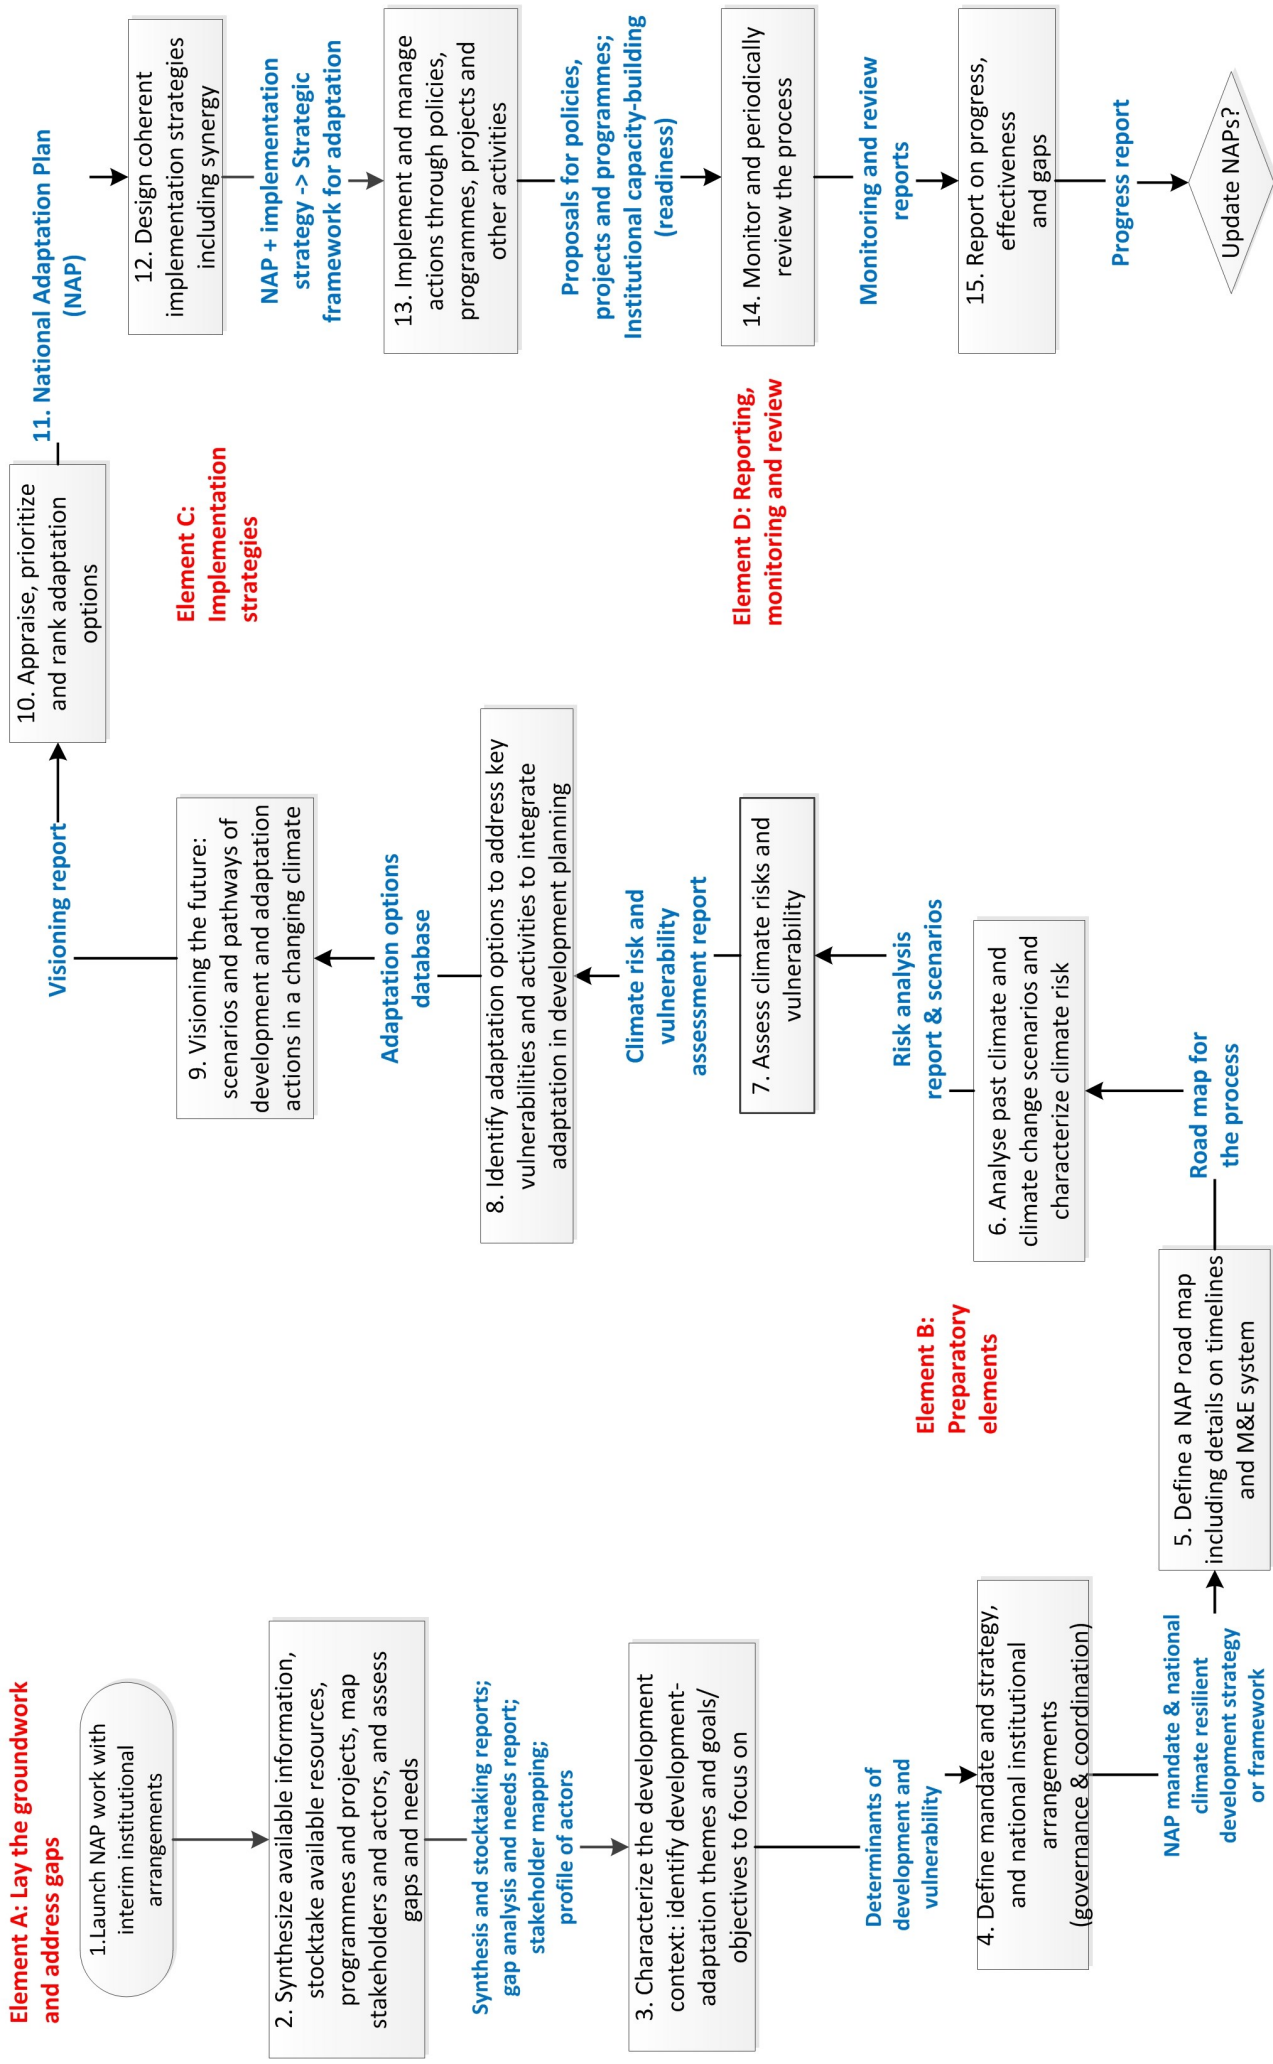 Element A: Lay the groundwork
and address gaps
1.Launch NAP work with
interim institutional
arrangements
2. Synthesize available information,
stocktake available resources,
programmes and projects, map
stakeholders and actors, and assess
gaps and needs
Synthesis and stocktaking reports;
gap analysis and needs report;
stakeholder mapping;
profile of actors
3. Characterize the development
context: identify development-
adaptation themes and goals/
objectives to focus on
Determinants of
development and
vulnerability
4. Define mandate and strategy,
and national institutional
arrangements
(governance & coordination)
NAP mandate & national
climate resilient
development strategy
or framework
5. Define a NAP road map
including details on timelines
and M&E system
Road map for
the process
Element B:
Preparatory
elements
6. Analyse past climate and
climate change scenarios and
characterize climate risk
Risk analysis
report & scenarios
7. Assess climate risks and
vulnerability
Climate risk and
vulnerability
assessment report
8. Identify adaptation options to address key
vulnerabilities and activities to integrate
adaptation in development planning
Adaptation options
database
9. Visioning the future:
scenarios and pathways of
development and adaptation
actions in a changing climate
Visioning report
10. Appraise, prioritize
and rank adaptation
options
11. National Adaptation Plan
(NAP)
Element C:
Implementation
strategies
12. Design coherent
implementation strategies
including synergy
NAP + implementation
strategy -> Strategic
framework for adaptation
13. Implement and manage
actions through policies,
programmes, projects and
other activities
Proposals for policies,
projects and programmes;
Institutional capacity-building
(readiness)
Element D: Reporting,
monitoring and review
14. Monitor and periodically
review the process
Monitoring and review
reports
15. Report on progress,
effectiveness
and gaps
Progress report
Update NAPs?